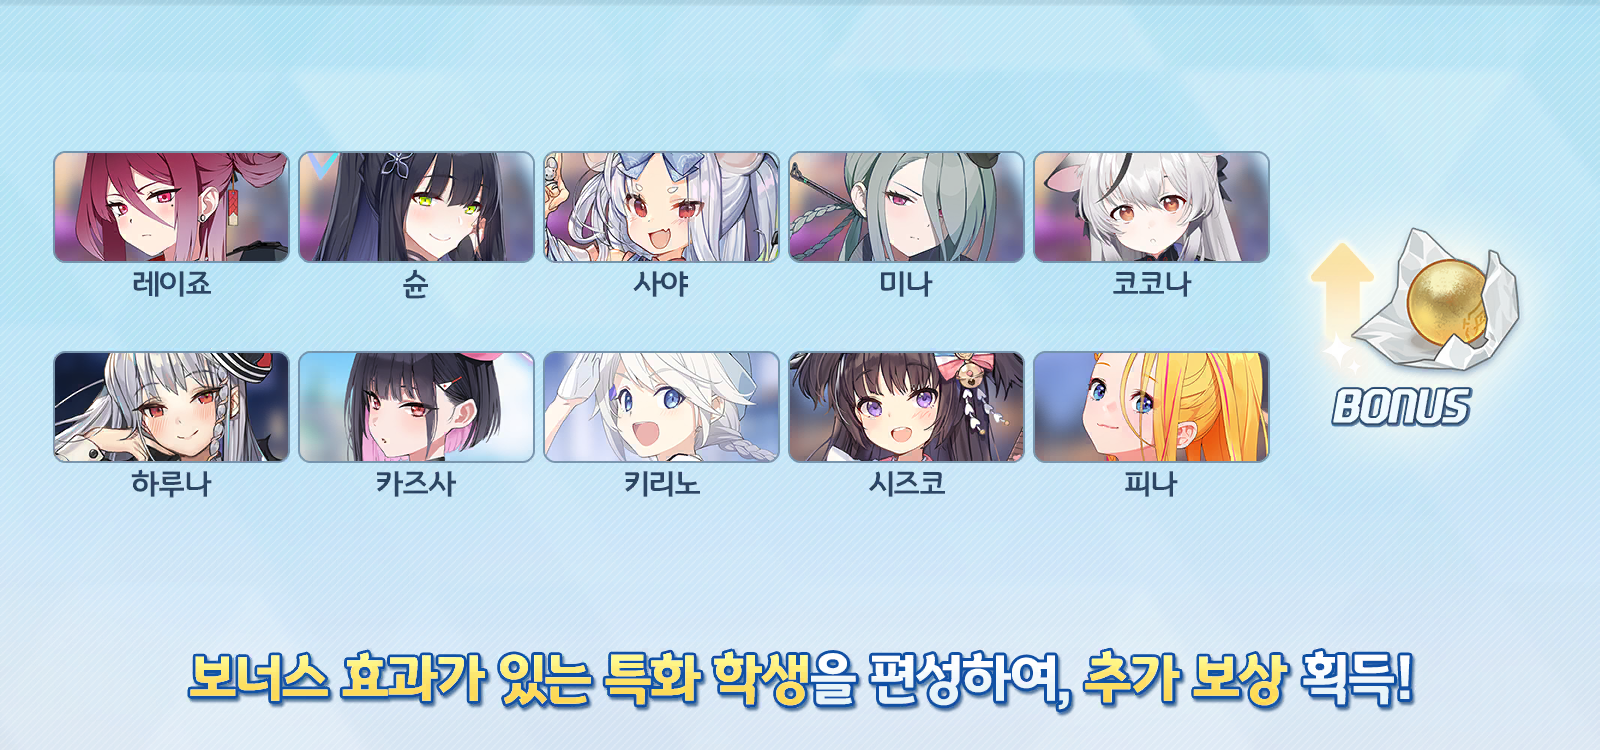 레이죠 슌 사야 미나 코코나
하루나 카즈사 키리노 시즈코 피나
BONUS
보너스 효과가 있는 특화 학생을 편성하여, 추가 보상 획득!